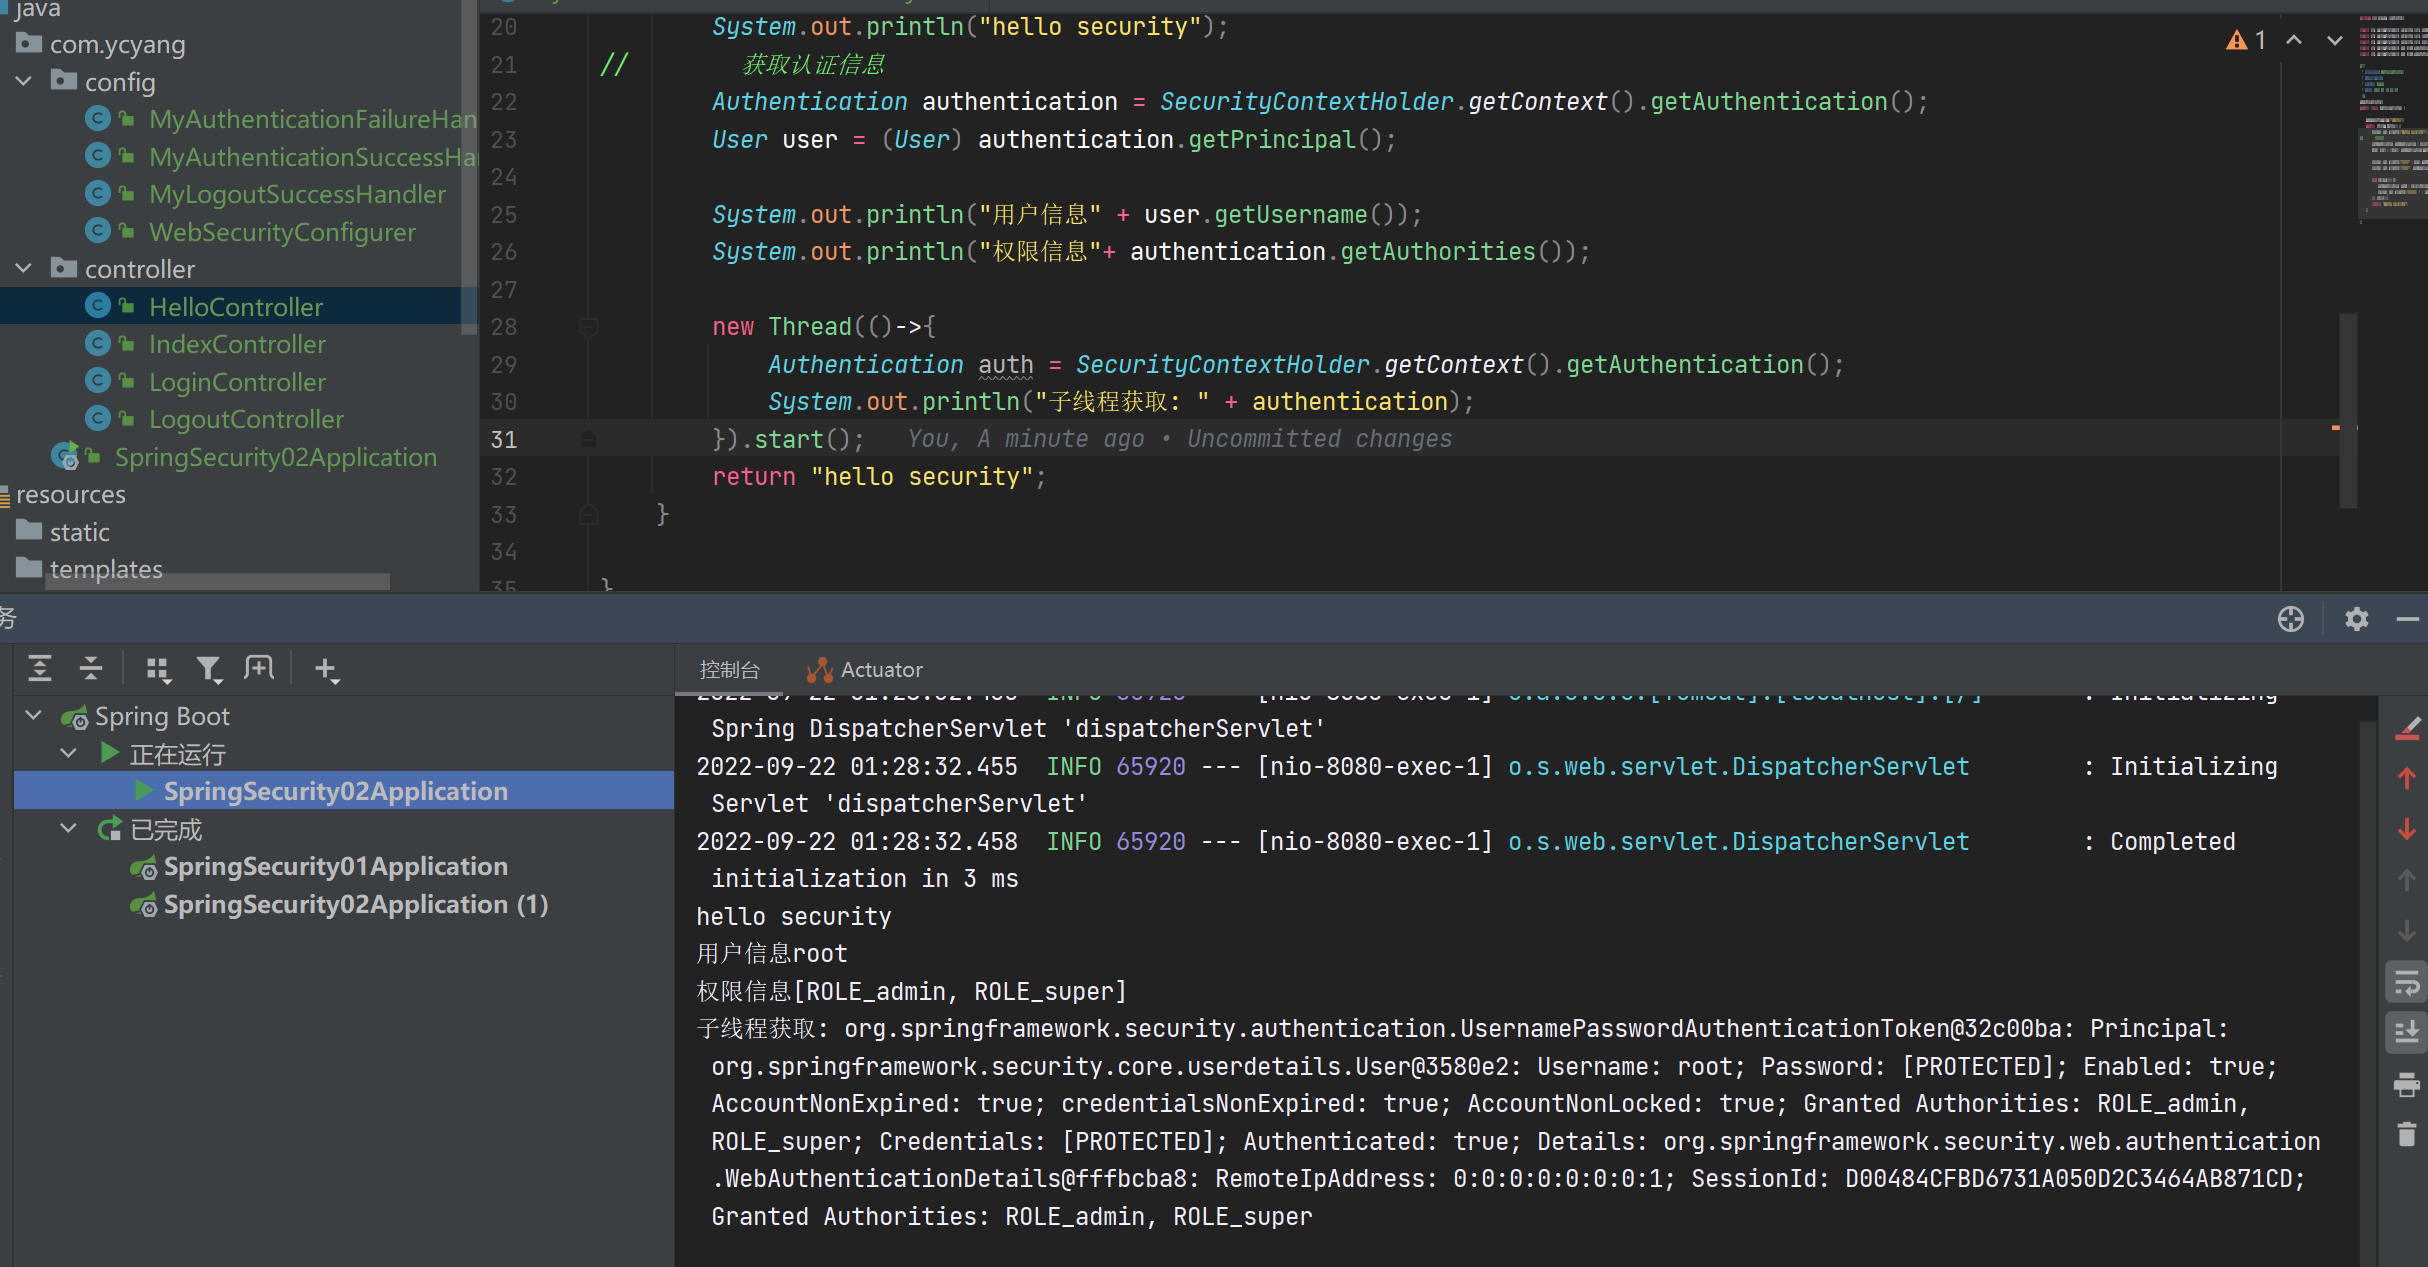 java
com.ycyang
config
MyAuthenticationFailureHan
MyAuthenticationSuccessHa
MyLogoutSuccessHandler
WebSecurityConfigurer
controller
HelloController
IndexController
LoginController
LogoutController
SpringSecurity02Application
resources
static
templates
20 System.out.println("hello security");
21 // 获取认证信息
22 Authentication authentication = SecurityContextHolder.getContext().getAuthentication();
23 User user = (User) authentication.getPrincipal();
24
25 System.out.println("用户信息" + user.getUsername());
26 System.out.println("权限信息"+ authentication.getAuthorities());
27
28 new Thread(()->{
29 Authentication auth = SecurityContextHolder.getContext().getAuthentication();
30 System.out.println("子线程获取: " + authentication);
31 }).start(); You, A minute ago • Uncommitted changes
32 return "hello security";
33 }
34
35 }
1
务
Spring Boot
正在运行
SpringSecurity02Application
已完成
SpringSecurity01Application
SpringSecurity02Application (1)
控制台 Actuator
Spring DispatcherServlet 'dispatcherServlet'
2022-09-22 01:28:32.455 INFO 65920 --- [nio-8080-exec-1] o.s.web.servlet.DispatcherServlet : Initializing
Servlet 'dispatcherServlet'
2022-09-22 01:28:32.458 INFO 65920 --- [nio-8080-exec-1] o.s.web.servlet.DispatcherServlet : Completed
initialization in 3 ms
hello security
用户信息root
权限信息[ROLE_admin, ROLE_super]
子线程获取: org.springframework.security.authentication.UsernamePasswordAuthenticationToken@32c00ba: Principal:
org.springframework.security.core.userdetails.User@3580e2: Username: root; Password: [PROTECTED]; Enabled: true;
AccountNonExpired: true; credentialsNonExpired: true; AccountNonLocked: true; Granted Authorities: ROLE_admin,
ROLE_super; Credentials: [PROTECTED]; Authenticated: true; Details: org.springframework.security.web.authentication
.WebAuthenticationDetails@fffbcba8: RemoteIpAddress: 0:0:0:0:0:0:0:1; SessionId: D00484CFBD6731A050D2C3464AB871CD;
Granted Authorities: ROLE_admin, ROLE_super